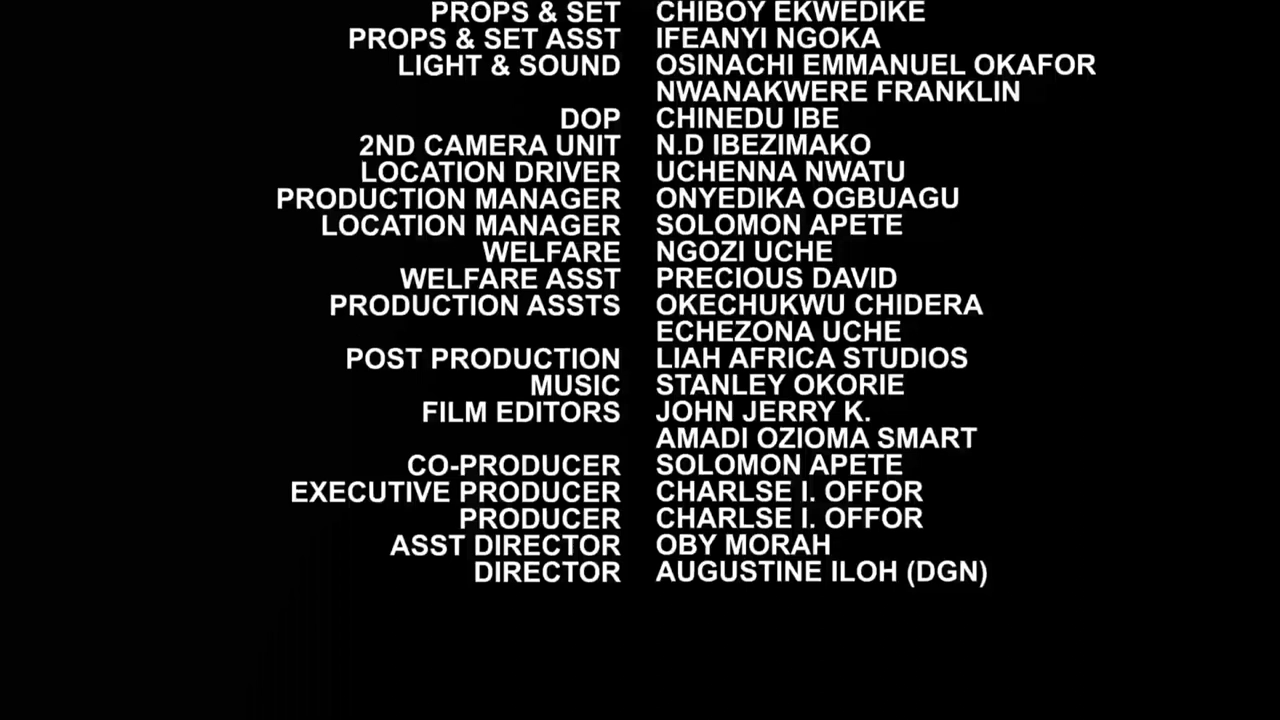 PROPS & SET CHIBOY EKWEDIKE
PROPS & SET ASST IFEANYI NGOKA
LIGHT & SOUND OSINACHI EMMANUEL OKAFOR
NWANAKWERE FRANKLIN
DOP CHINEDU IBE
2ND CAMERA UNIT N.D IBEZIMAKO
LOCATION DRIVER UCHENNA NWATU
PRODUCTION MANAGER ONYEDIKA OGBUAGU
LOCATION MANAGER SOLOMON APETE
WELFARE NGOZI UCHE
WELFARE ASST PRECIOUS DAVID
PRODUCTION ASSTS OKECHUKWU CHIDERA
ECHEZONA UCHE
POST PRODUCTION LIAH AFRICA STUDIOS
MUSIC STANLEY OKORIE
FILM EDITORS JOHN JERRY K.
AMADI OZIOMA SMART
CO-PRODUCER SOLOMON APETE
EXECUTIVE PRODUCER CHARLSE I. OFFOR
PRODUCER CHARLSE I. OFFOR
ASST DIRECTOR OBY MORAH
DIRECTOR AUGUSTINE ILOH (DGN)